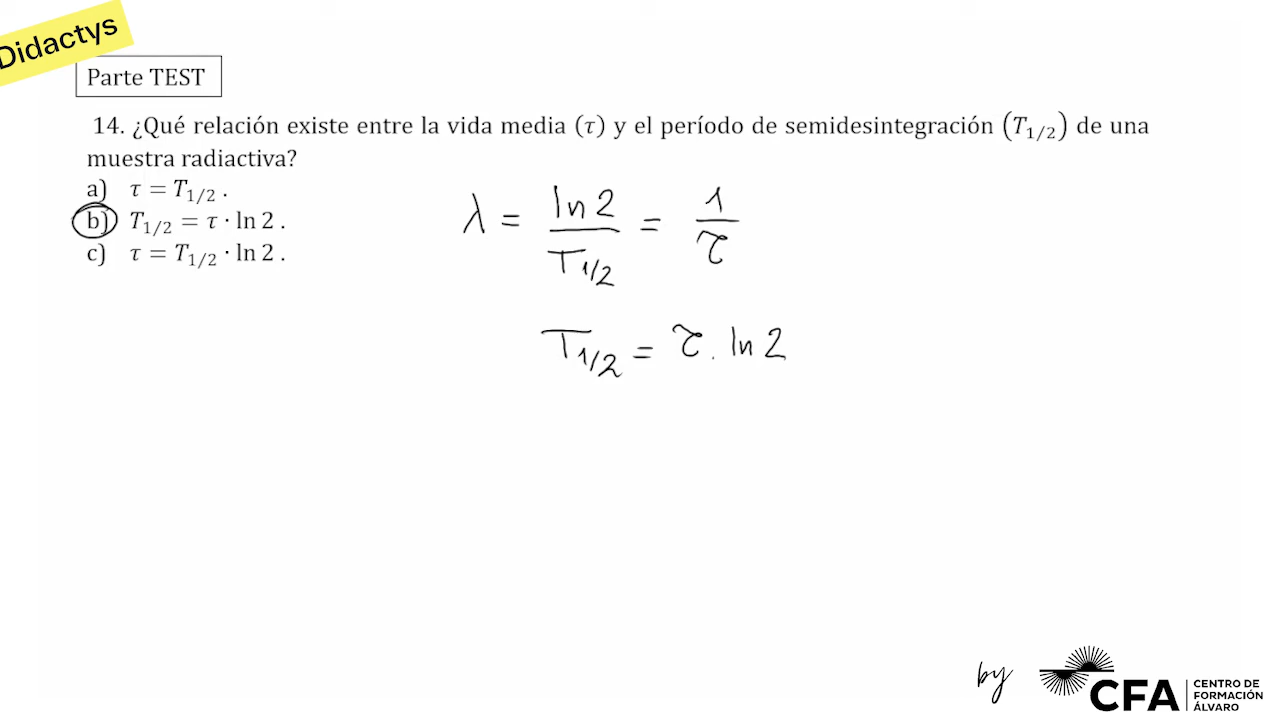 Didactys
Parte TEST
14. ¿Qué relación existe entre la vida media (τ) y el período de semidesintegración (T₁/₂) de una
muestra radiactiva?
a) τ = T₁/₂ .
b) T₁/₂ = τ · ln 2 .
c) τ = T₁/₂ · ln 2 .
λ = ln 2 / T₁/₂ = 1 / τ
T₁/₂ = τ . ln 2
by
CFA
CENTRO DE
FORMACIÓN
ÁLVARO